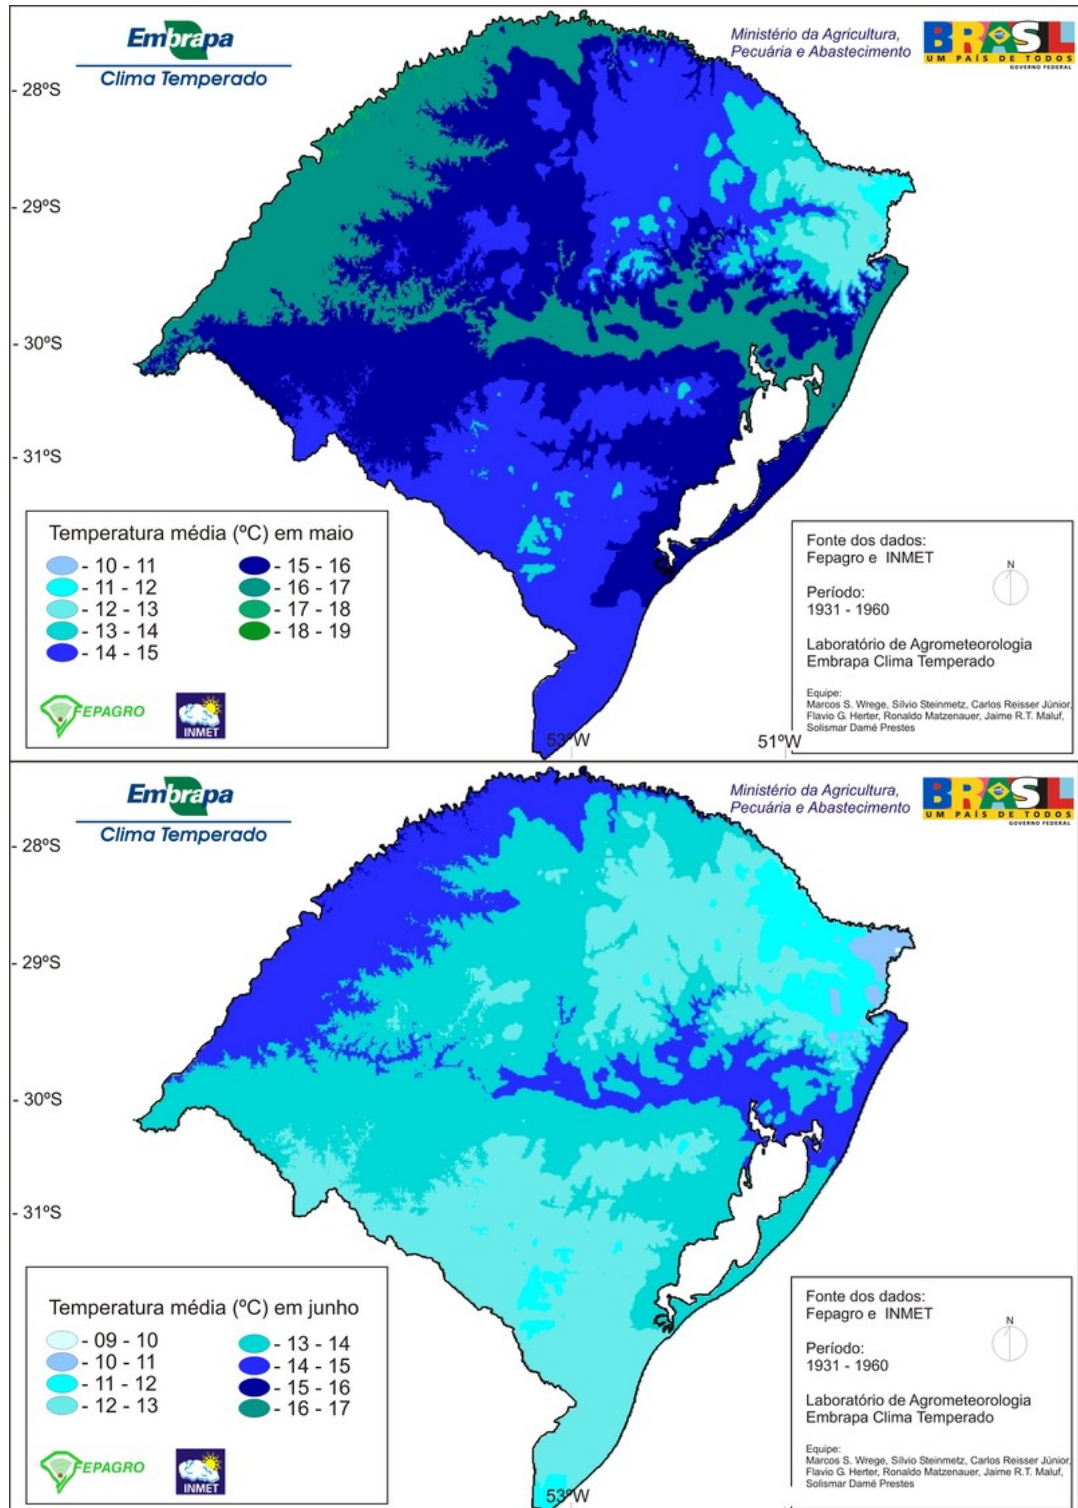 Embrapa
Clima Temperado
Ministério da Agricultura,
Pecuária e Abastecimento
BRASIL
UM PAÍS DE TODOS
GOVERNO FEDERAL
- 28ºS
- 29ºS
- 30ºS
- 31ºS
Temperatura média (ºC) em maio
- 10 - 11
- 11 - 12
- 12 - 13
- 13 - 14
- 14 - 15
- 15 - 16
- 16 - 17
- 17 - 18
- 18 - 19
FEPAGRO
INMET
53ºW
51ºW
Fonte dos dados:
Fepagro e INMET
N
Período:
1931 - 1960
Laboratório de Agrometeorologia
Embrapa Clima Temperado
Equipe:
Marcos S. Wrege, Sílvio Steinmetz, Carlos Reisser Júnior,
Flavio G. Herter, Ronaldo Matzenauer, Jaime R.T. Maluf,
Solismar Damé Prestes
Embrapa
Clima Temperado
Ministério da Agricultura,
Pecuária e Abastecimento
BRASIL
UM PAÍS DE TODOS
GOVERNO FEDERAL
- 28ºS
- 29ºS
- 30ºS
- 31ºS
Temperatura média (ºC) em junho
- 09 - 10
- 10 - 11
- 11 - 12
- 12 - 13
- 13 - 14
- 14 - 15
- 15 - 16
- 16 - 17
FEPAGRO
INMET
53ºW
Fonte dos dados:
Fepagro e INMET
N
Período:
1931 - 1960
Laboratório de Agrometeorologia
Embrapa Clima Temperado
Equipe:
Marcos S. Wrege, Sílvio Steinmetz, Carlos Reisser Júnior,
Flavio G. Herter, Ronaldo Matzenauer, Jaime R.T. Maluf,
Solismar Damé Prestes